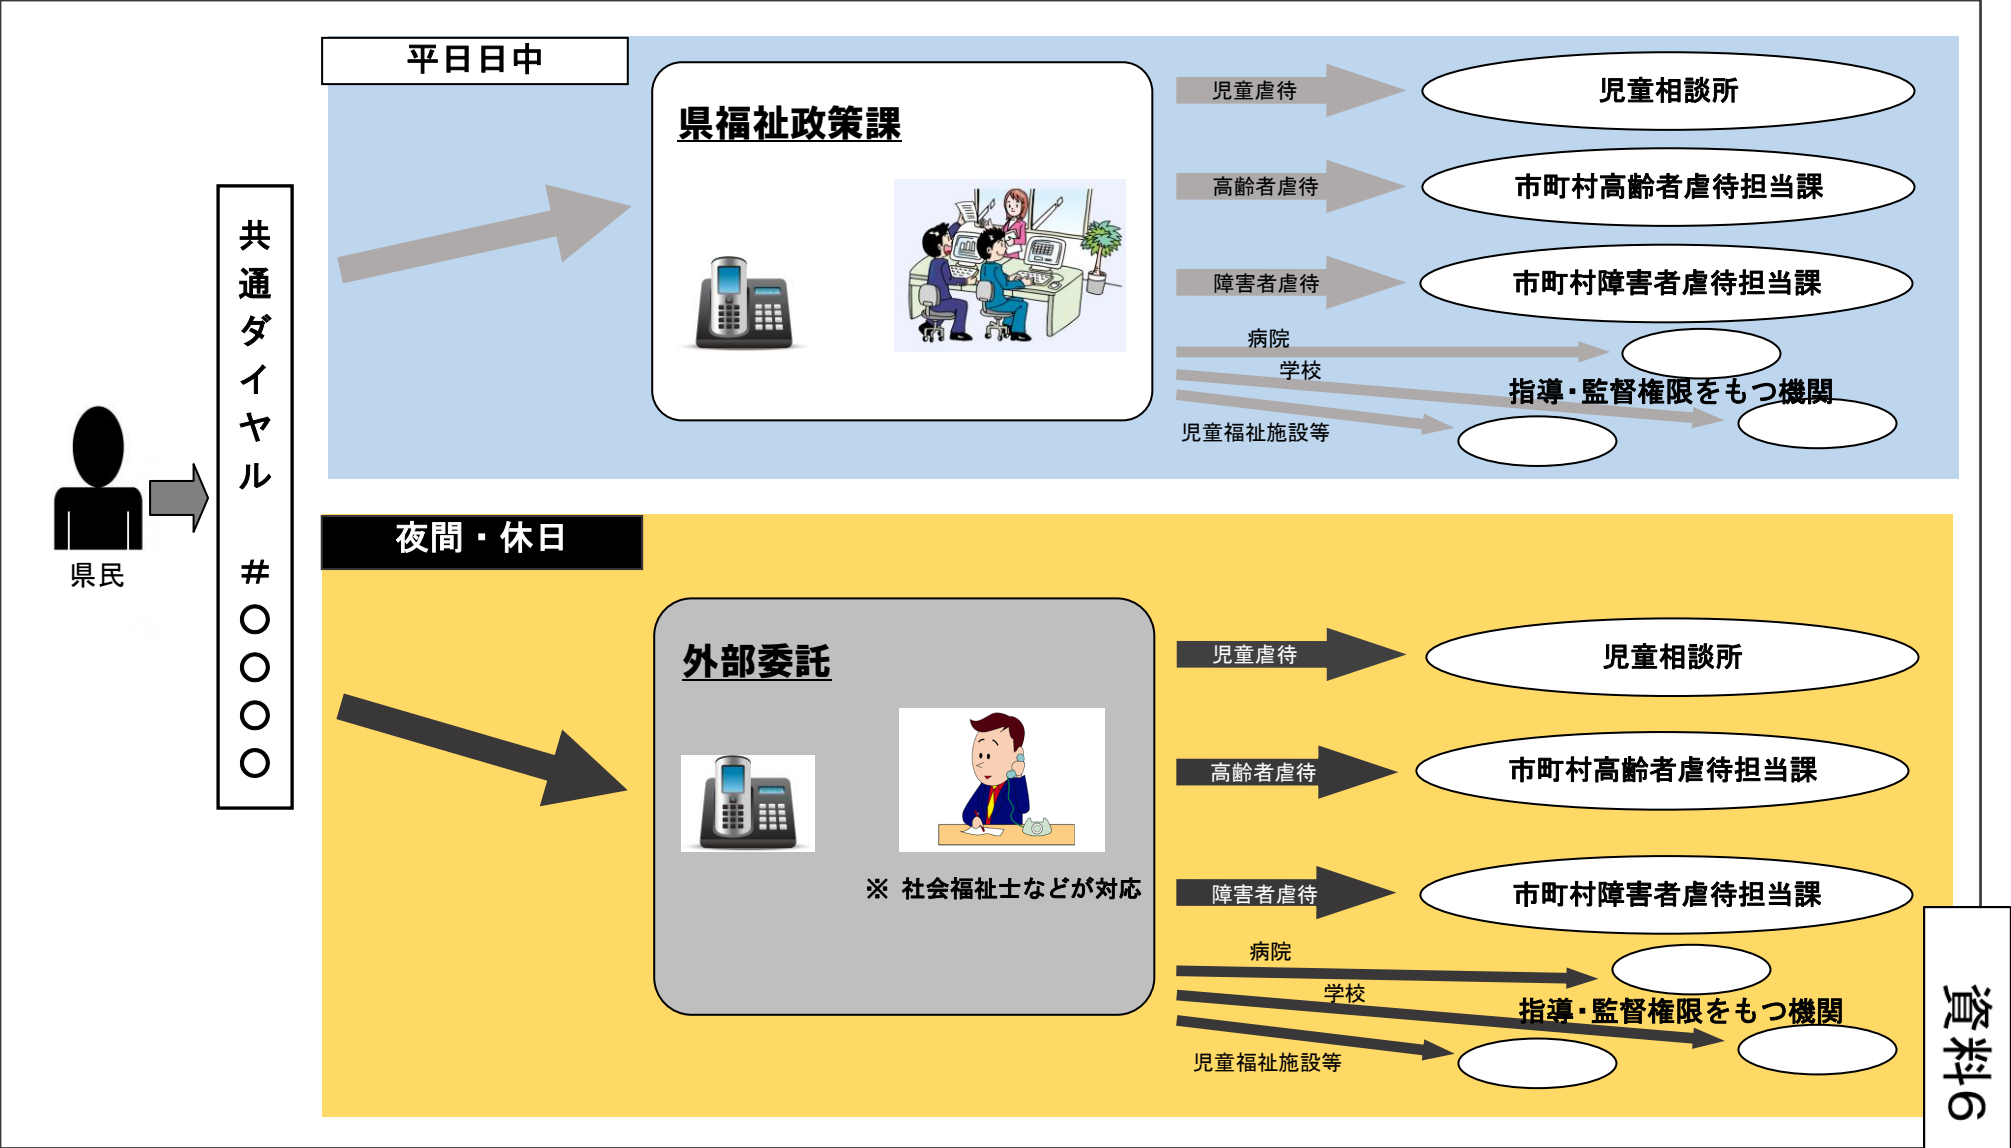 県民
共通ダイヤル ＃〇〇〇〇
平日日中
県福祉政策課
児童虐待
児童相談所
高齢者虐待
市町村高齢者虐待担当課
障害者虐待
市町村障害者虐待担当課
病院
学校
指導・監督権限をもつ機関
児童福祉施設等
夜間・休日
外部委託
※ 社会福祉士などが対応
児童虐待
児童相談所
高齢者虐待
市町村高齢者虐待担当課
障害者虐待
市町村障害者虐待担当課
病院
学校
指導・監督権限をもつ機関
児童福祉施設等
資料６